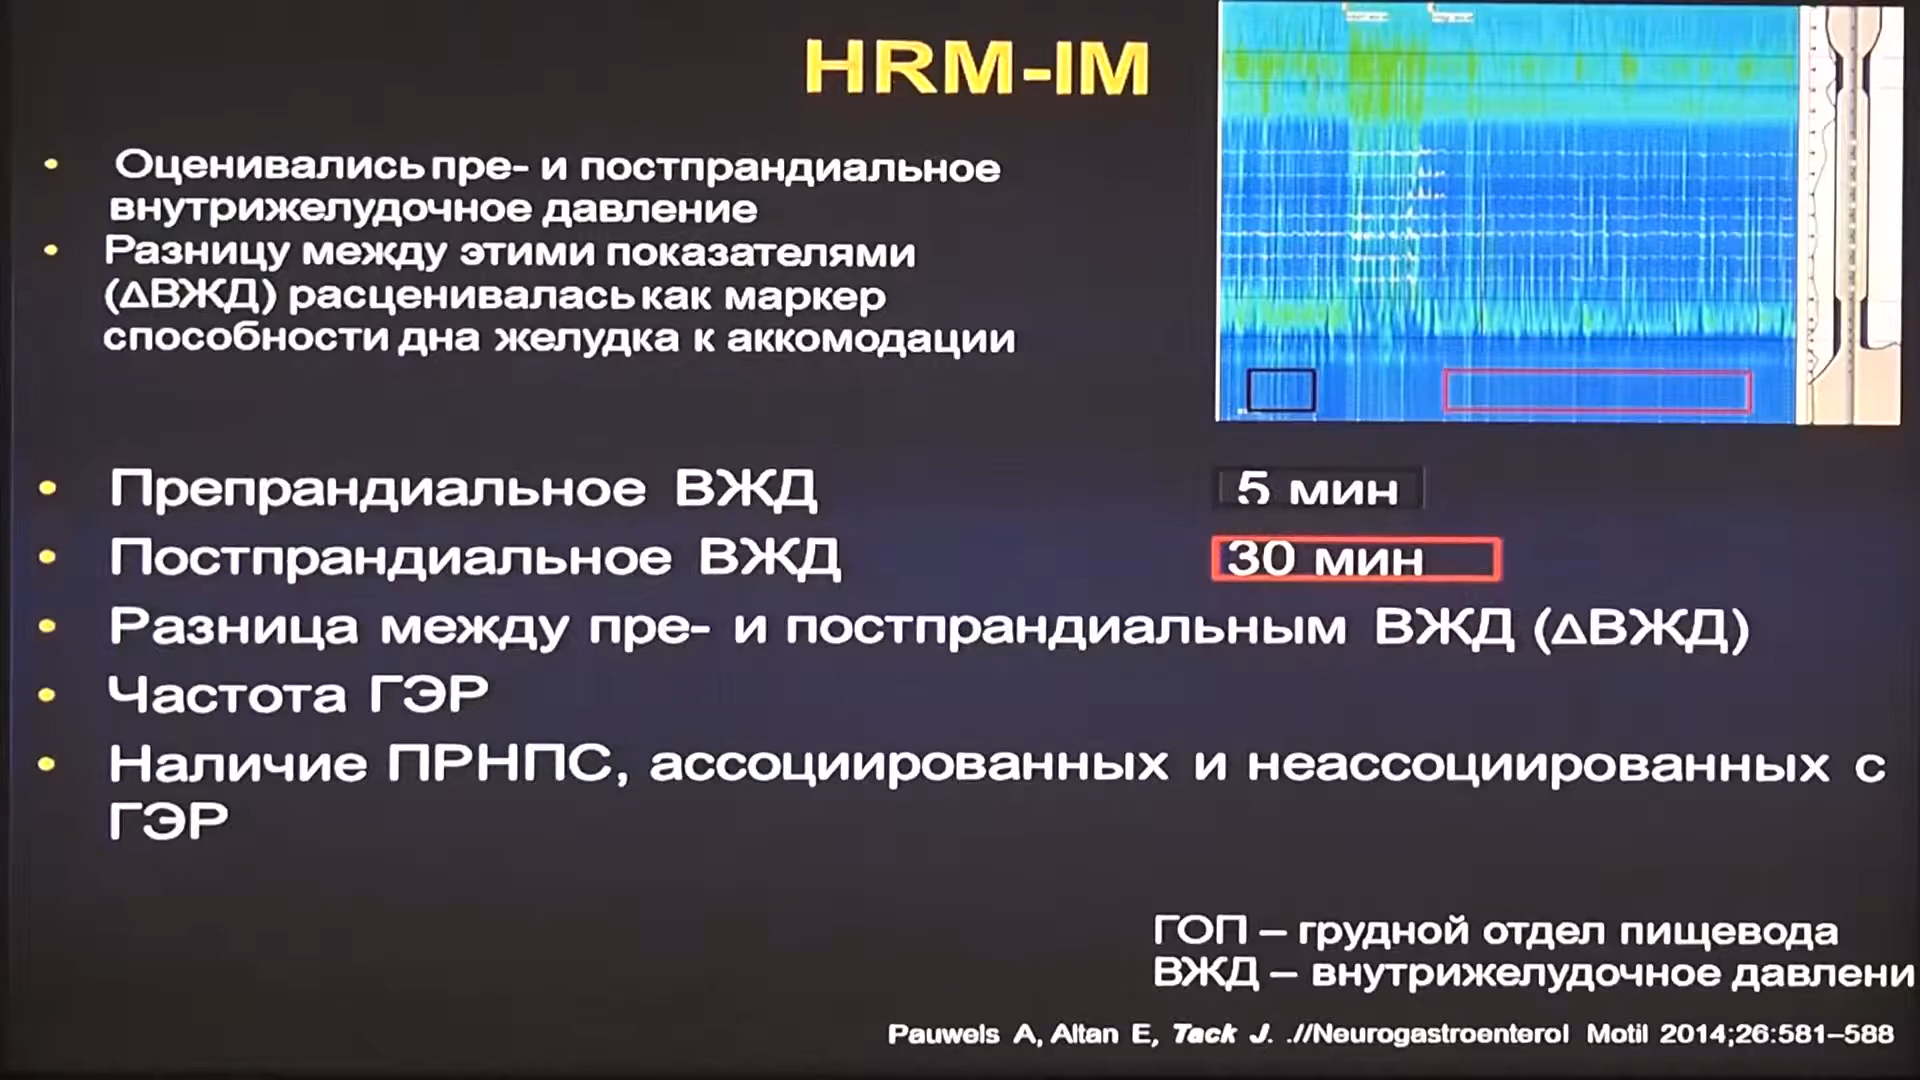 HRM-IM
• Оценивались пре- и постпрандиальное
внутрижелудочное давление
• Разницу между этими показателями
(ΔВЖД) расценивалась как маркер
способности дна желудка к аккомодации
• Препрандиальное ВЖД 5 мин
• Постпрандиальное ВЖД 30 мин
• Разница между пре- и постпрандиальным ВЖД (ΔВЖД)
• Частота ГЭР
• Наличие ПРНПС, ассоциированных и неассоциированных с
ГЭР
ГОП – грудной отдел пищевода
ВЖД – внутрижелудочное давлени
Pauwels A, Altan E, Tack J. .//Neurogastroenterol Motil 2014;26:581–588